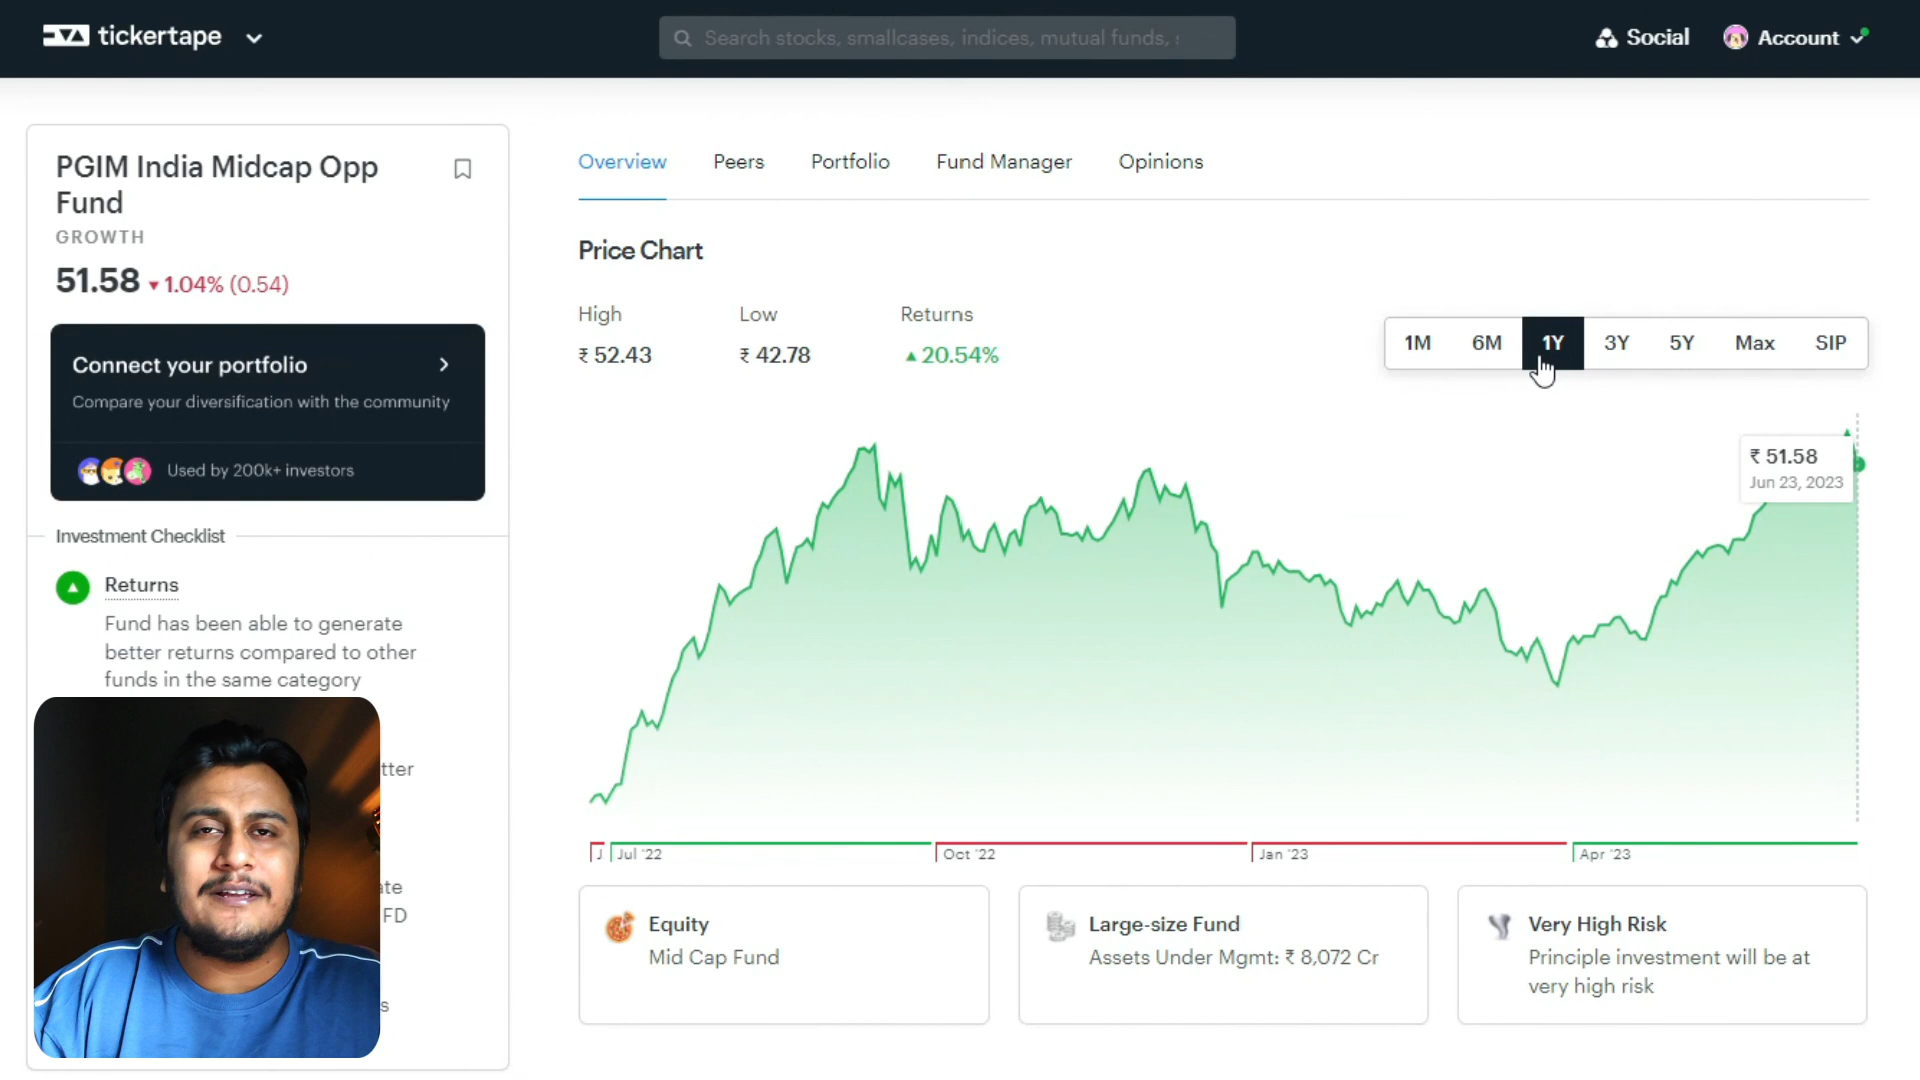 tickertape
Search stocks, smallcases, indices, mutual funds,
Social
Account
PGIM India Midcap Opp
Fund
GROWTH
51.58 ▾ 1.04% (0.54)
Connect your portfolio
Compare your diversification with the community
Used by 200k+ investors
Investment Checklist
Returns
Fund has been able to generate
better returns compared to other
funds in the same category
tter
FD
Overview Peers Portfolio Fund Manager Opinions
Price Chart
High Low Returns
₹ 52.43 ₹ 42.78 ▲ 20.54%
1M 6M 1Y 3Y 5Y Max SIP
₹ 51.58
Jun 23, 2023
J Jul '22 Oct '22 Jan '23 Apr '23
Equity
Mid Cap Fund
Large-size Fund
Assets Under Mgmt: ₹ 8,072 Cr
Very High Risk
Principle investment will be at
very high risk